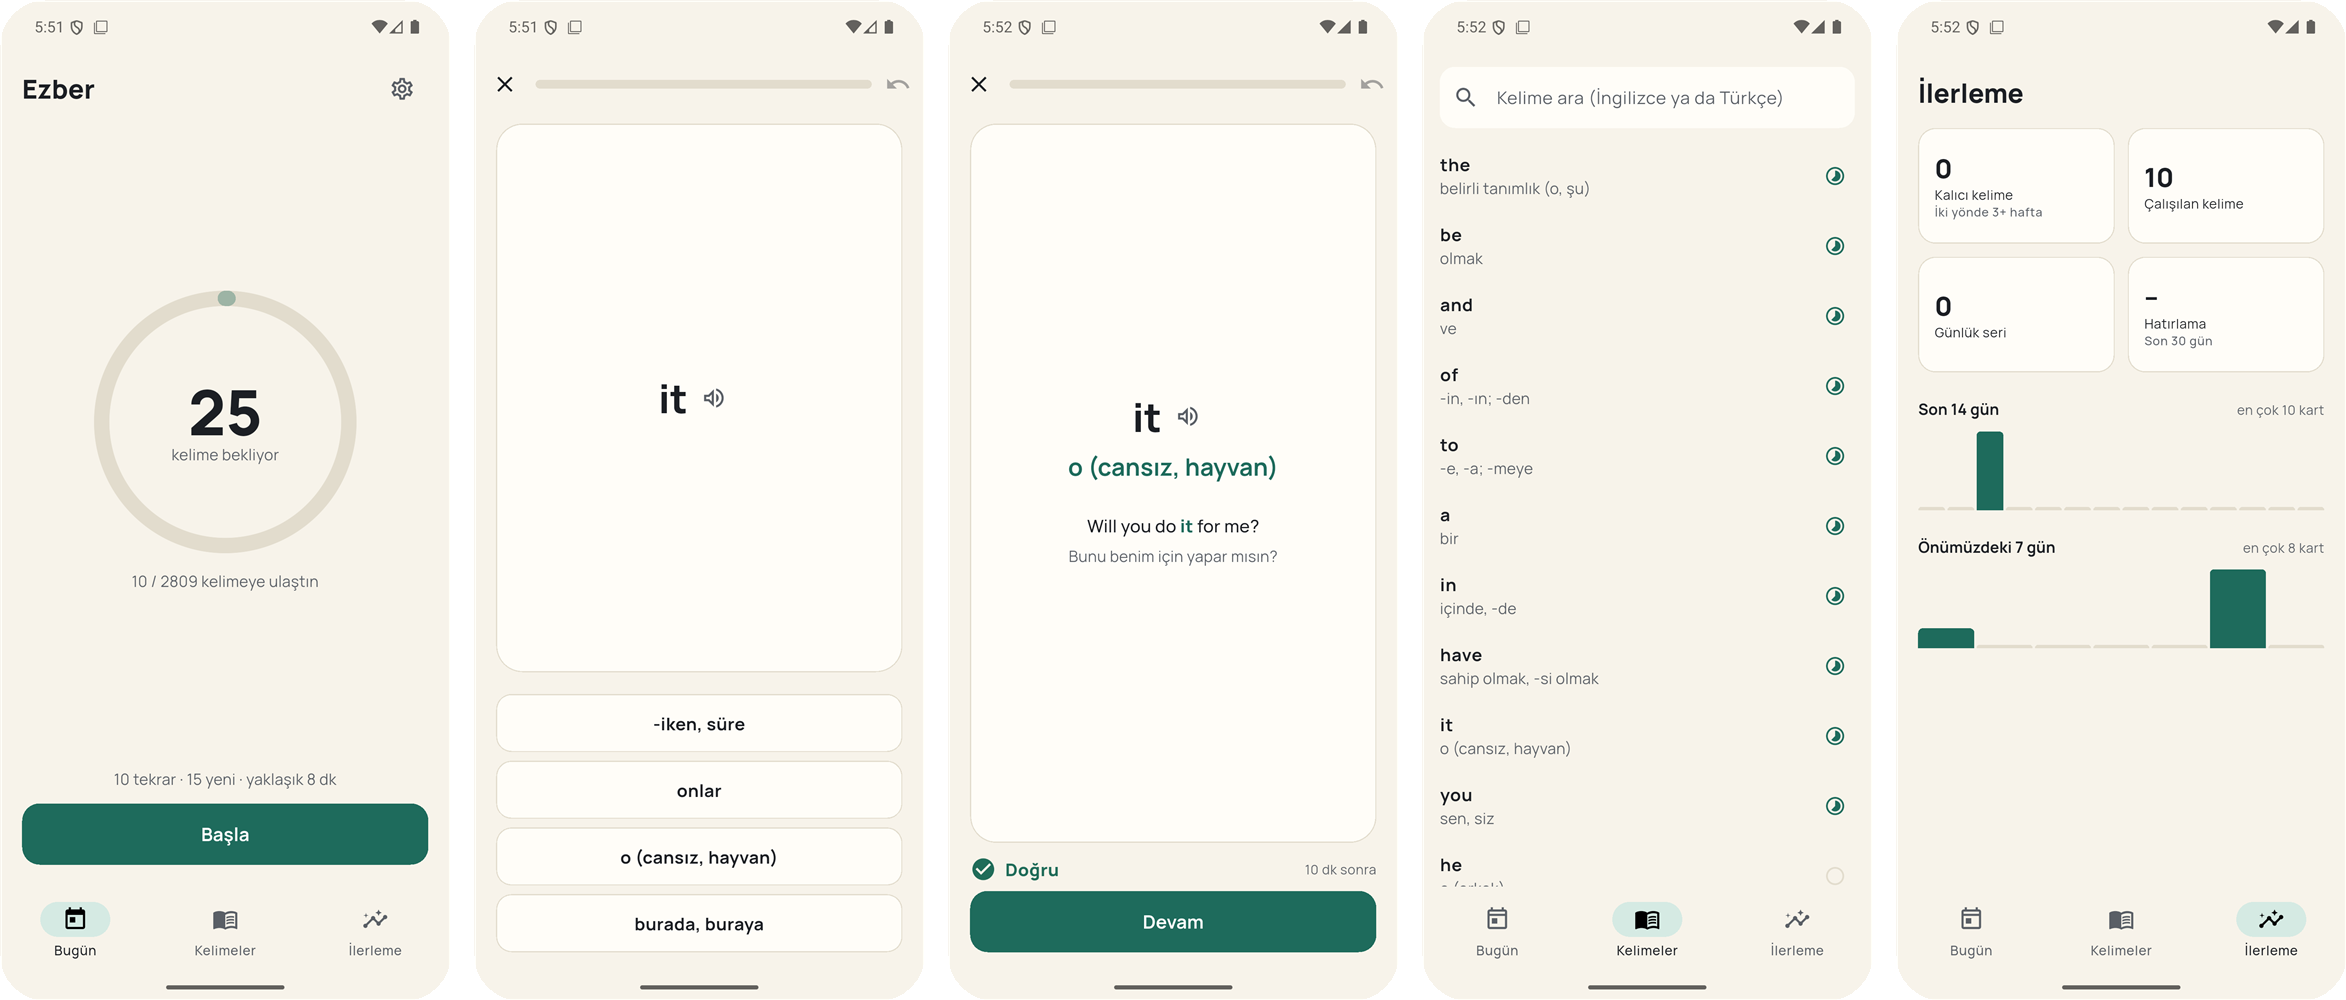 5:51
Ezber
25
kelime bekliyor
10 / 2809 kelimeye ulaştın
10 tekrar · 15 yeni · yaklaşık 8 dk
Başla
Bugün
Kelimeler
İlerleme
5:51
it
-iken, süre
onlar
o (cansız, hayvan)
burada, buraya
5:52
it
o (cansız, hayvan)
Will you do it for me?
Bunu benim için yapar mısın?
Doğru
10 dk sonra
Devam
5:52
Kelime ara (İngilizce ya da Türkçe)
the
belirli tanımlık (o, şu)
be
olmak
and
ve
of
-in, -ın; -den
to
-e, -a; -meye
a
bir
in
içinde, -de
have
sahip olmak, -si olmak
it
o (cansız, hayvan)
you
sen, siz
he
Bugün
Kelimeler
İlerleme
5:52
İlerleme
0
Kalıcı kelime
İki yönde 3+ hafta
10
Çalışılan kelime
0
Günlük seri
–
Hatırlama
Son 30 gün
Son 14 gün
en çok 10 kart
Önümüzdeki 7 gün
en çok 8 kart
Bugün
Kelimeler
İlerleme